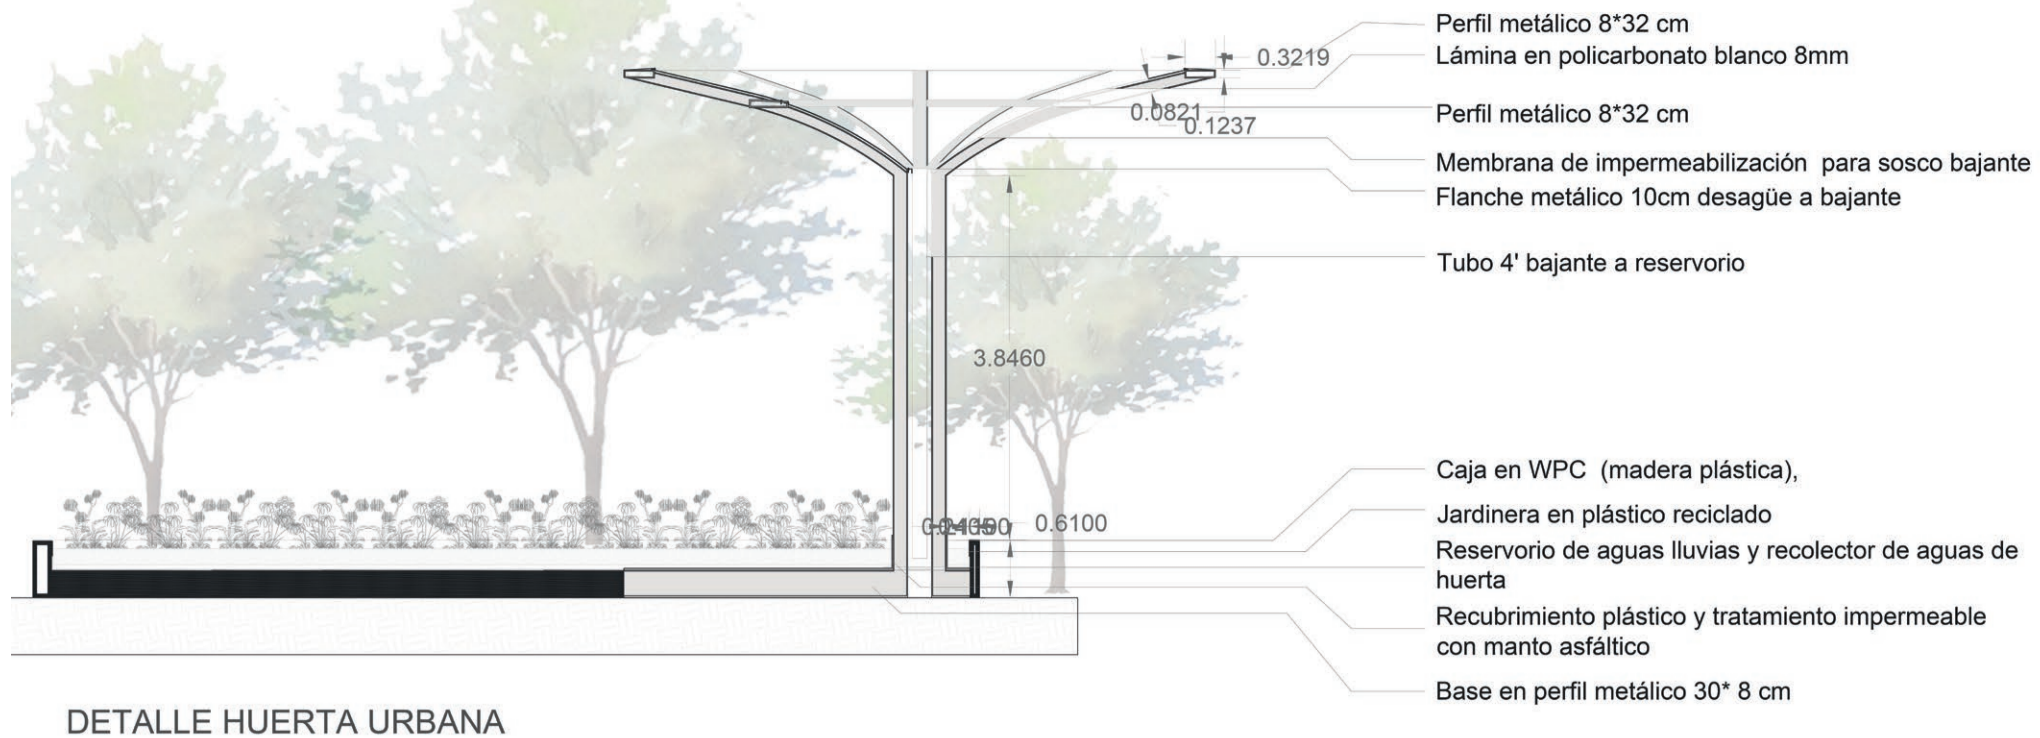 Perfil metálico 8*32 cm
0.3219
Lámina en policarbonato blanco 8mm
0.0821
Perfil metálico 8*32 cm
0.1237
Membrana de impermeabilización para sosco bajante
Flanche metálico 10cm desagüe a bajante
Tubo 4' bajante a reservorio
3.8460
Caja en WPC (madera plástica),
Jardinera en plástico reciclado
0.6100
Reservorio de aguas lluvias y recolector de aguas de
huerta
Recubrimiento plástico y tratamiento impermeable
con manto asfáltico
Base en perfil metálico 30* 8 cm
DETALLE HUERTA URBANA